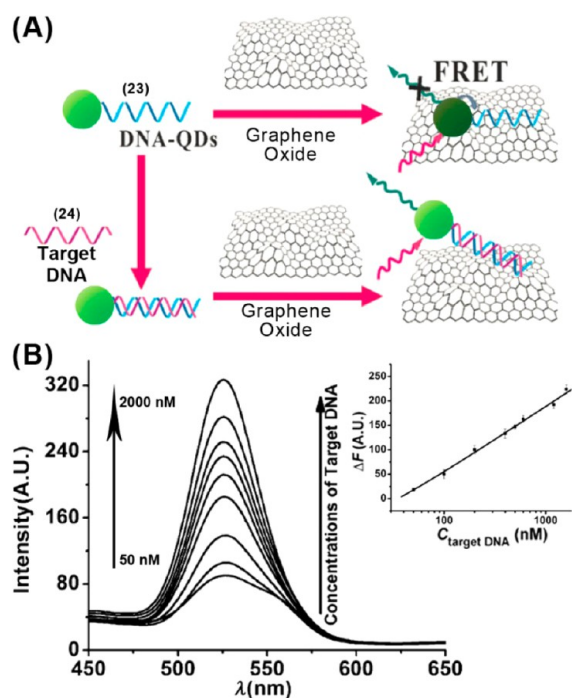 (A)
(23)
DNA-QDs
Graphene
Oxide
FRET
(24)
Target
DNA
Graphene
Oxide
(B)
Intensity(A.U.)
320
240
160
80
0
2000 nM
50 nM
Concentrations of Target DNA
450
500
550
600
650
λ(nm)
ΔF (A.U.)
250
200
150
100
50
0
100
1000
C target DNA (nM)